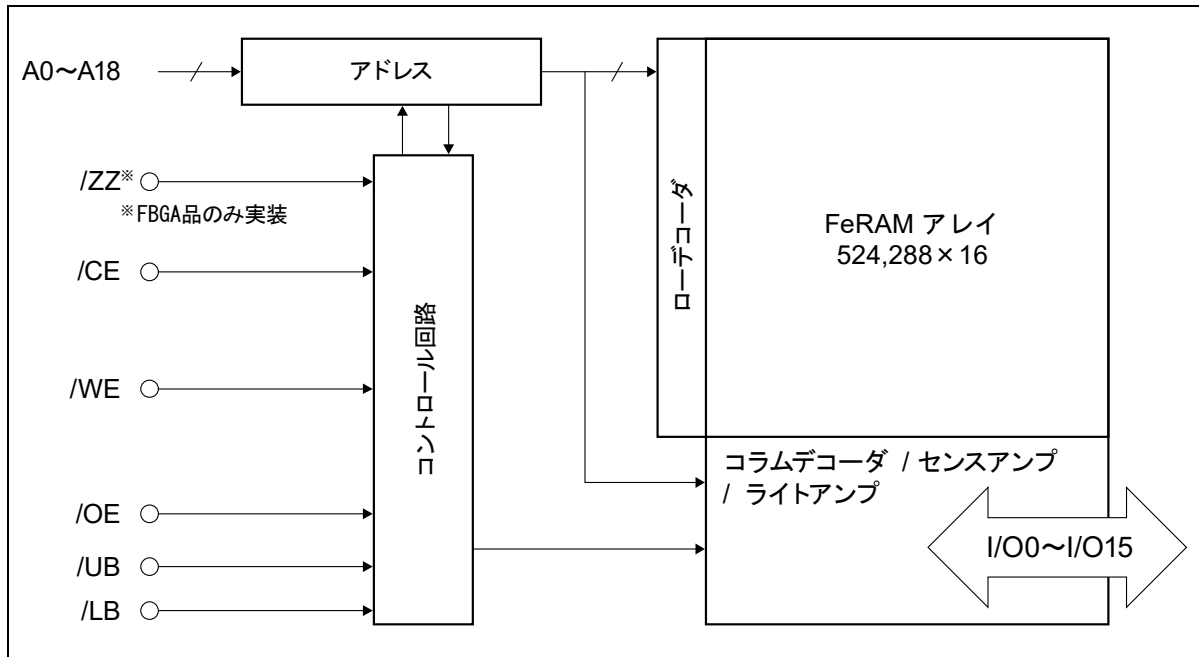 A0～A18
アドレス
/ZZ※
※FBGA品のみ実装
/CE
/WE
/OE
/UB
/LB
コントロール回路
ローデコーダ
FeRAM アレイ
524,288×16
コラムデコーダ / センスアンプ
/ ライトアンプ
I/O0～I/O15